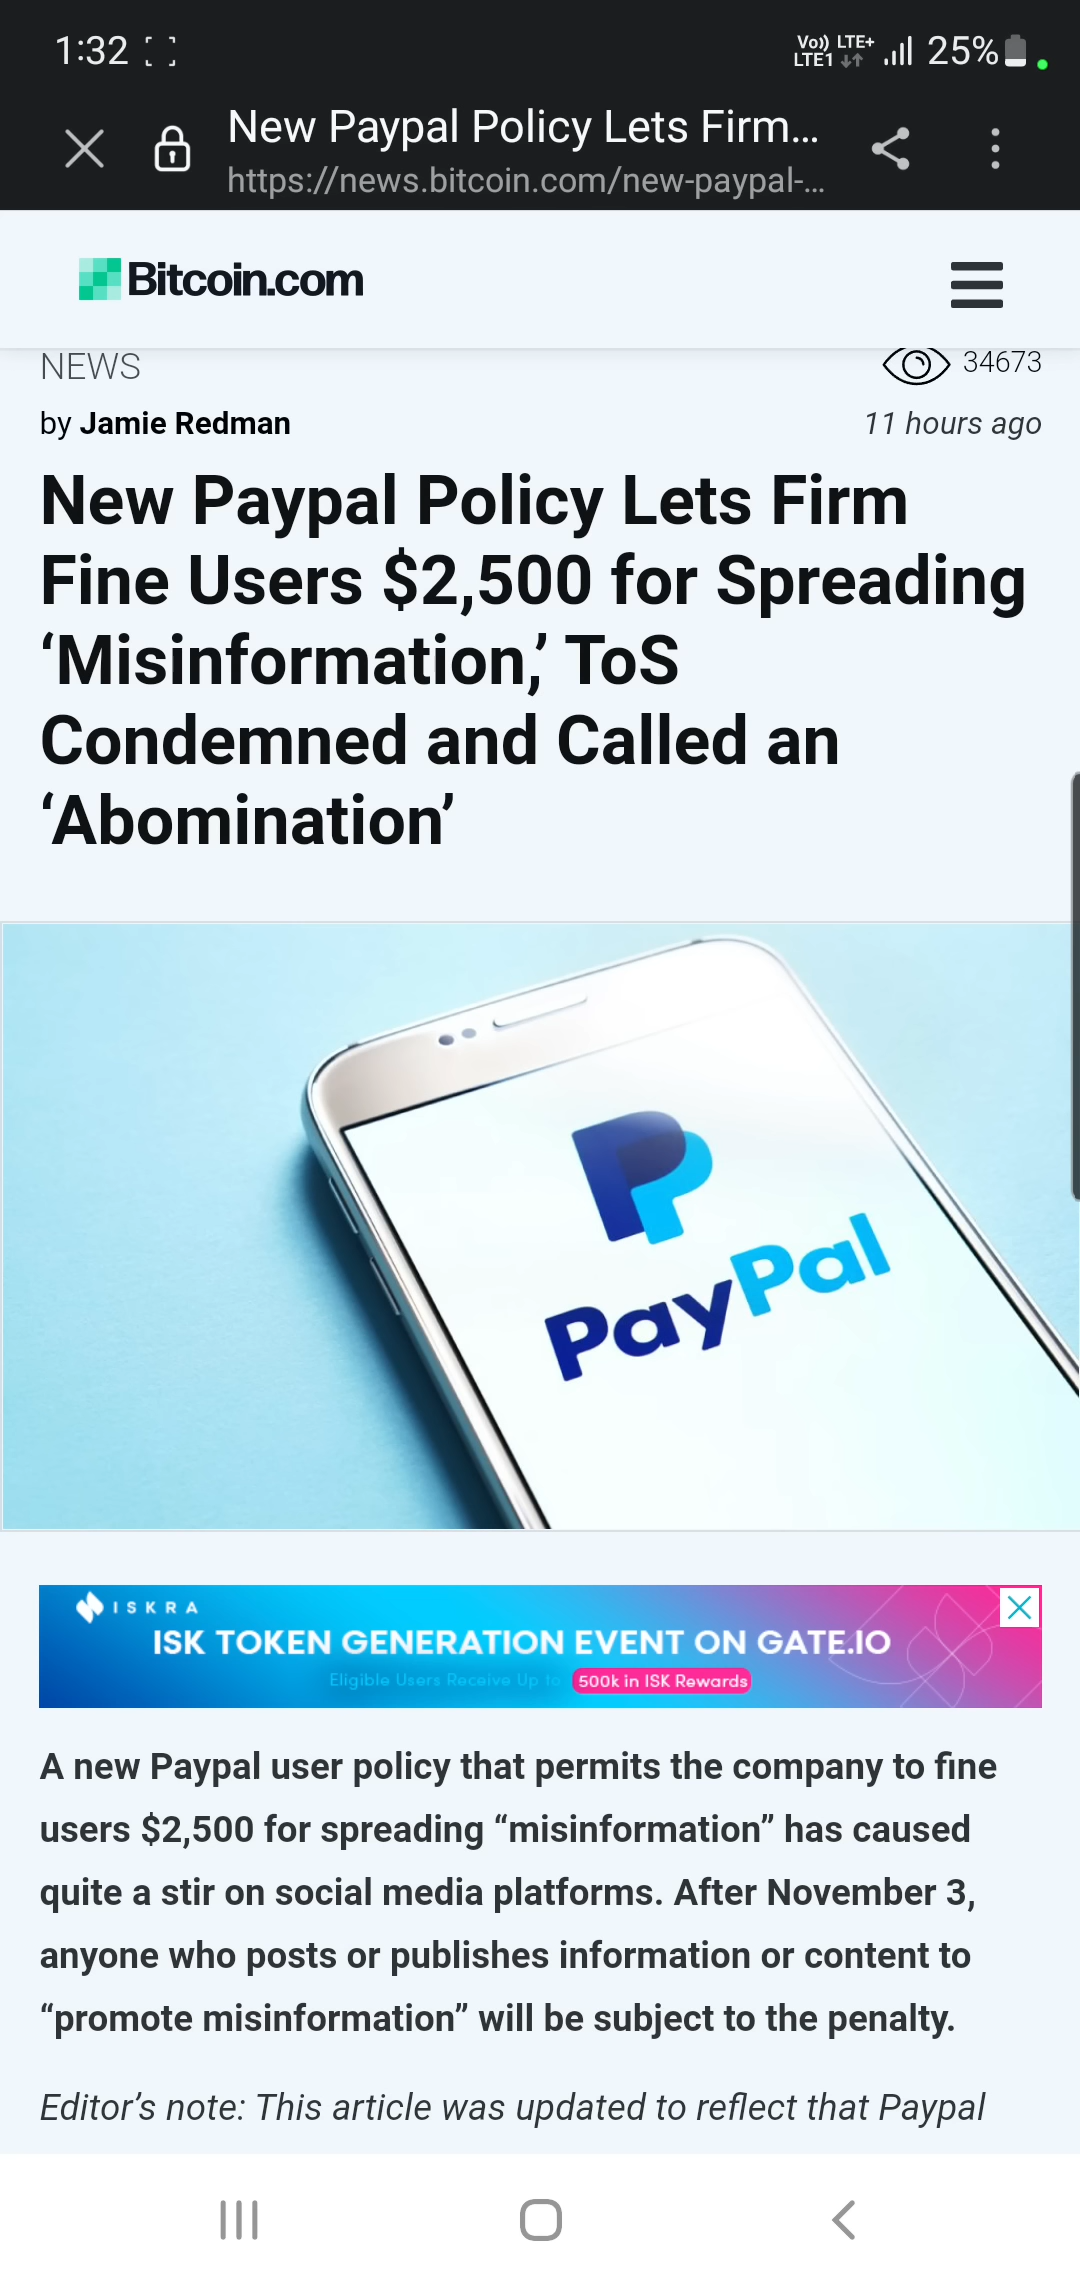 1:32
Vo)) LTE+
LTE1
25%
New Paypal Policy Lets Firm...
https://news.bitcoin.com/new-paypal-...
Bitcoin.com
NEWS
34673
by Jamie Redman
11 hours ago
New Paypal Policy Lets Firm
Fine Users $2,500 for Spreading
‘Misinformation,’ ToS
Condemned and Called an
‘Abomination’
PayPal
ISKRA
ISK TOKEN GENERATION EVENT ON GATE.IO
Eligible Users Receive Up to 500k in ISK Rewards
A new Paypal user policy that permits the company to fine
users $2,500 for spreading “misinformation” has caused
quite a stir on social media platforms. After November 3,
anyone who posts or publishes information or content to
“promote misinformation” will be subject to the penalty.
Editor’s note: This article was updated to reflect that Paypal